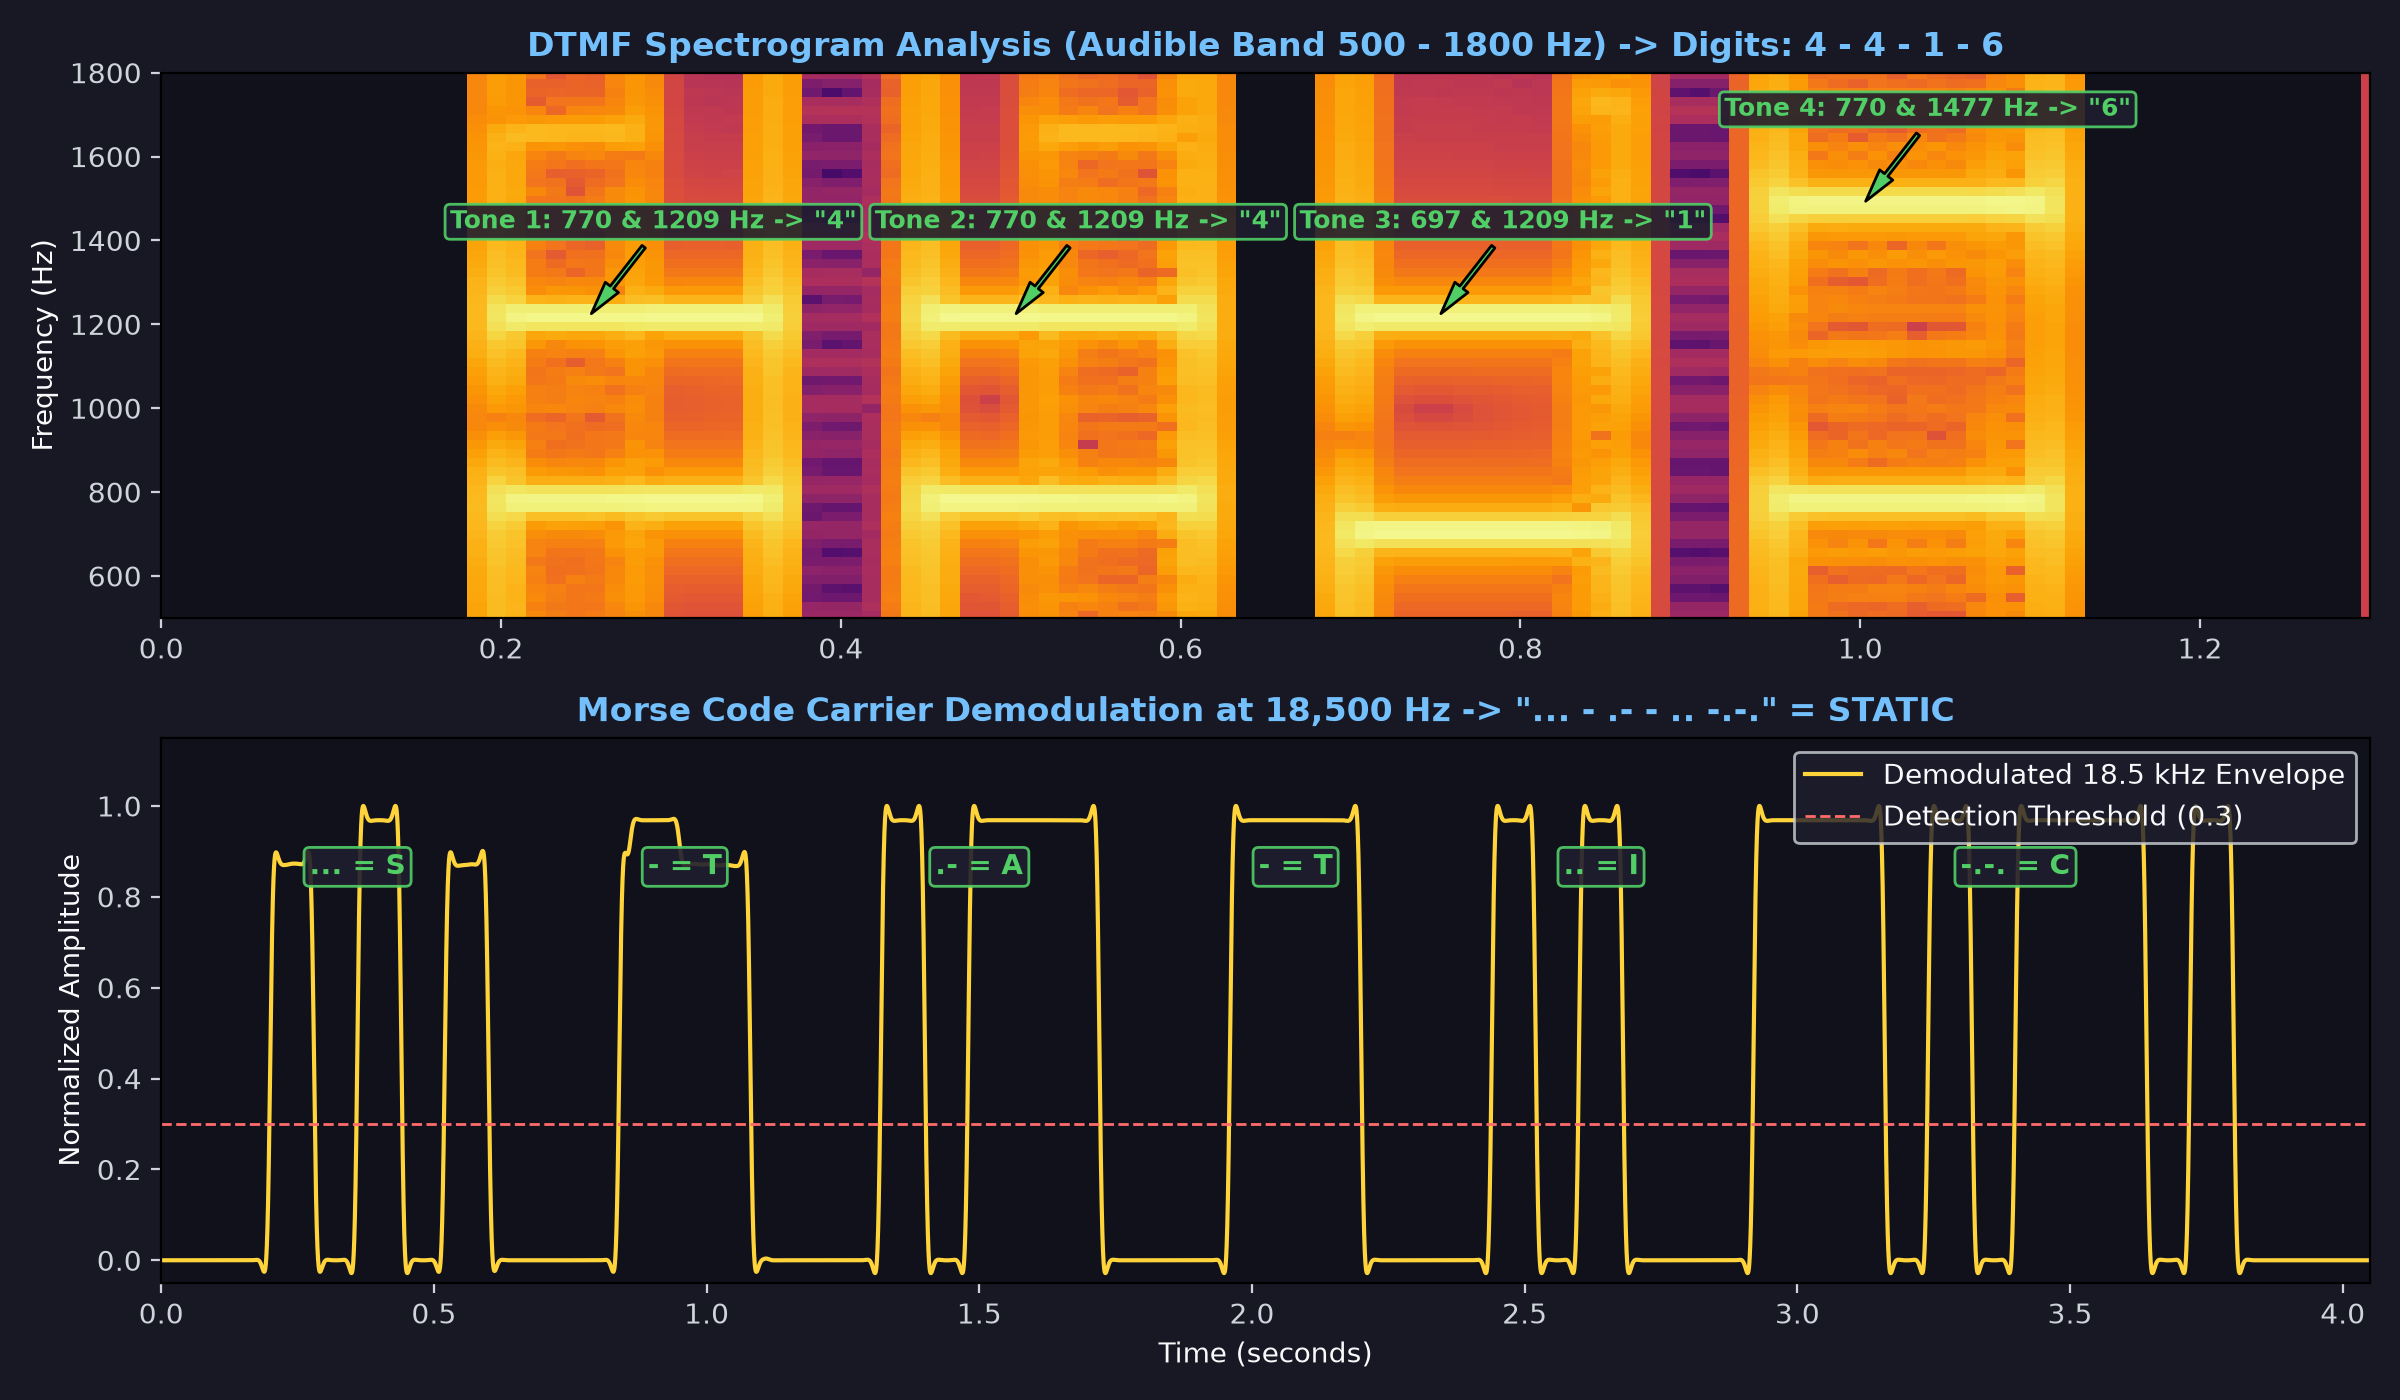 DTMF Spectrogram Analysis (Audible Band 500 - 1800 Hz) -> Digits: 4 - 4 - 1 - 6
1800
1600
1400
1200
1000
800
600
Frequency (Hz)
Tone 4: 770 & 1477 Hz -> "6"
Tone 1: 770 & 1209 Hz -> "4"
Tone 2: 770 & 1209 Hz -> "4"
Tone 3: 697 & 1209 Hz -> "1"
0.0 0.2 0.4 0.6 0.8 1.0 1.2
Morse Code Carrier Demodulation at 18,500 Hz -> "... - .- - .. -.-." = STATIC
Demodulated 18.5 kHz Envelope
Detection Threshold (0.3)
1.0
0.8
0.6
0.4
0.2
0.0
Normalized Amplitude
... = S
- = T
.- = A
- = T
.. = I
-.-. = C
0.0 0.5 1.0 1.5 2.0 2.5 3.0 3.5 4.0
Time (seconds)